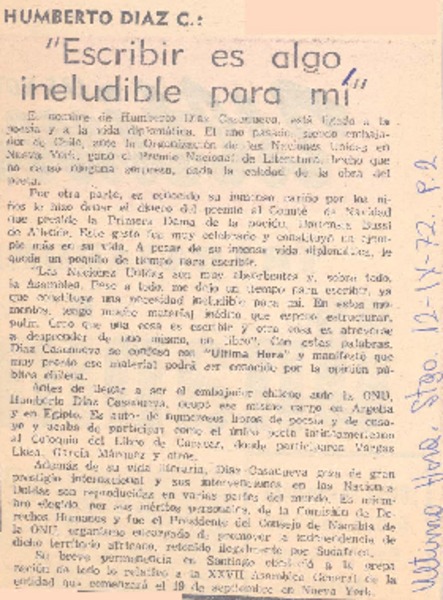 HUMBERTO DIAZ C.:
"Escribir es algo
ineludible para mí"
El nombre de Humberto Díaz Casanueva, está ligado a la
poesía y a la vida diplomática. El año pasado, siendo embaja-
dor de Chile, ante la Organización de las Naciones Unidas en
Nueva York, ganó el Premio Nacional de Literatura, hecho que
no causó ninguna sorpresa, dada la calidad de la obra del
poeta.
Por otra parte, es conocido su inmenso cariño por los ni-
ños lo hizo donar el dinero del premio al Comité de Navidad
que preside la Primera Dama de la nación, Hortensia Bussi
de Allende. Este gesto fue muy celebrado y constituyó un ejem-
plo más en su vida. A pesar de su intensa vida diplomática, le
queda un poquito de tiempo para escribir.
"Las Naciones Unidas son muy absorbentes y, sobre todo,
la Asamblea. Pese a todo, me dejo un tiempo para escribir, ya
que constituye una necesidad ineludible para mí. En estos mo-
mentos, tengo mucho material inédito que espero estructurar,
pulir. Creo que una cosa es escribir y otra cosa es atreverse
a desprender de uno mismo, un libro". Con estas palabras,
Díaz Casanueva se confesó con "Ultima Hora" y manifestó que
muy pronto ese material podrá ser conocido por la opinión pú-
blica chilena.
Antes de llegar a ser el embajador chileno ante la ONU,
Humberto Díaz Casanueva, ocupó ese mismo cargo en Argelia
y en Egipto. Es autor de numerosos libros de poesía y de ensa-
yo y acaba de participar como el único poeta latinoamericano
al Coloquio del Libro de Caracas, donde participaron Vargas
Llosa, García Márquez y otros.
Además de su vida literaria, Díaz Casanueva goza de gran
prestigio internacional y sus intervenciones en las Naciones
Unidas son reproducidas en varias partes del mundo. Es miem-
bro elegido, por sus méritos personales, de la Comisión de De-
rechos Humanos y fue el Presidente del Consejo de Namibia de
la ONU, organismo encargado de promover la independencia de
dicho territorio africano, retenido ilegalmente por Sudáfrica.
Su breve permanencia en Santiago obedeció a la prepa-
ración de todo lo relativo a la XXVII Asamblea General de la
entidad que comenzará el 19 de septiembre en Nueva York.
Ultima Hora. Stgo 12-IX-72. P.2